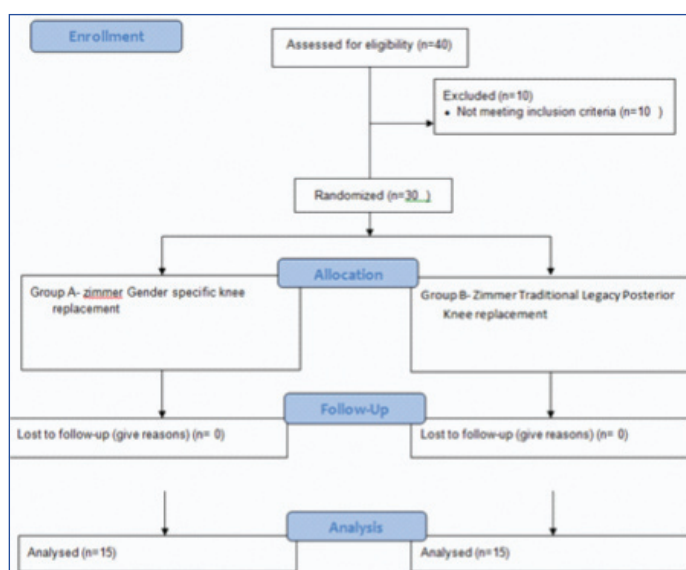 Enrollment
Assessed for eligibility (n=40)
Excluded (n=10)
• Not meeting inclusion criteria (n=10 )
Randomized (n=30 )
Allocation
Group A- zimmer Gender specific knee
replacement
Group B- Zimmer Traditional Legacy Posterior
Knee replacement
Follow-Up
Lost to follow-up (give reasons) (n= 0)
Lost to follow-up (give reasons) (n= 0)
Analysis
Analysed (n=15)
Analysed (n=15)